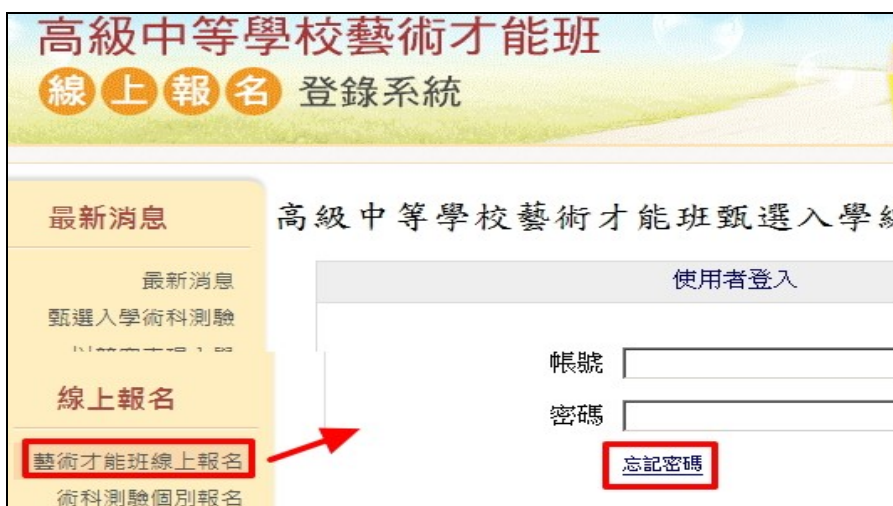 高級中等學校藝術才能班
線上報名 登錄系統
最新消息
最新消息
甄選入學術科測驗
線上報名
藝術才能班線上報名
術科測驗個別報名
高級中等學校藝術才能班甄選入學
使用者登入
帳號
密碼
忘記密碼